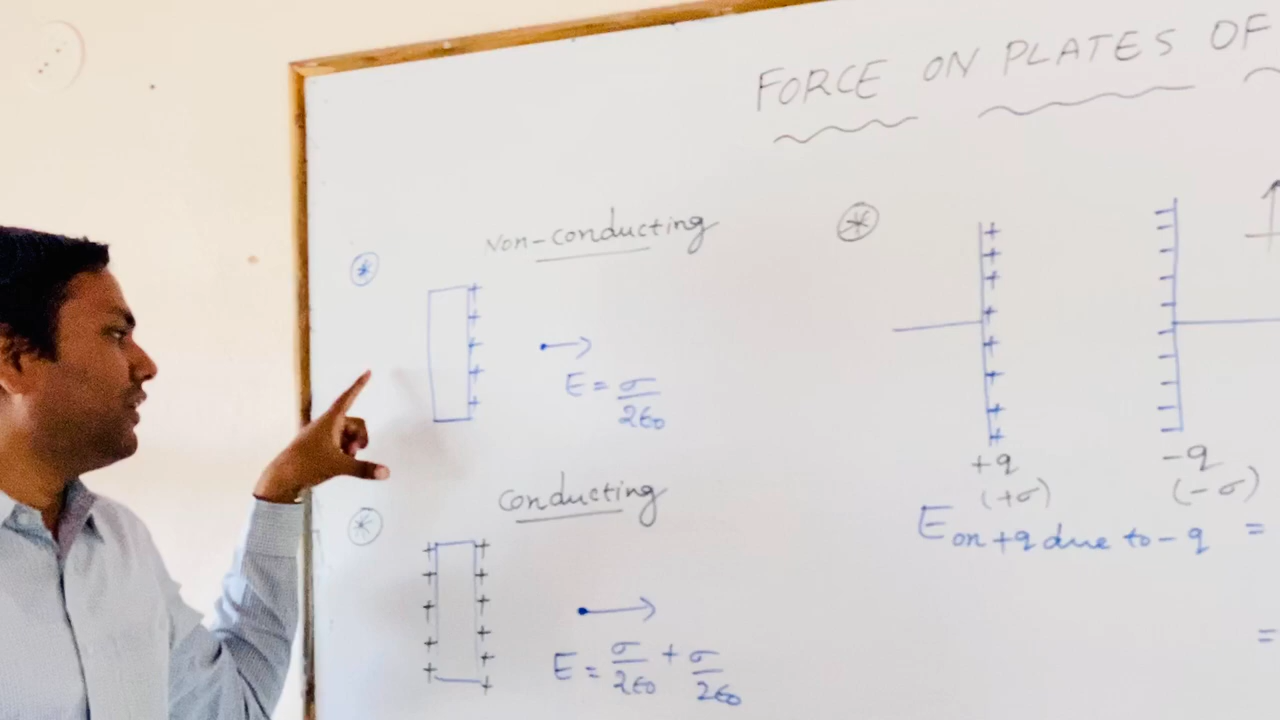 FORCE ON PLATES OF
Non-conducting
E = σ/2ϵ₀
Conducting
E = σ/2ϵ₀ + σ/2ϵ₀
+q
(+σ)
-q
(-σ)
E on +q due to -q =
=